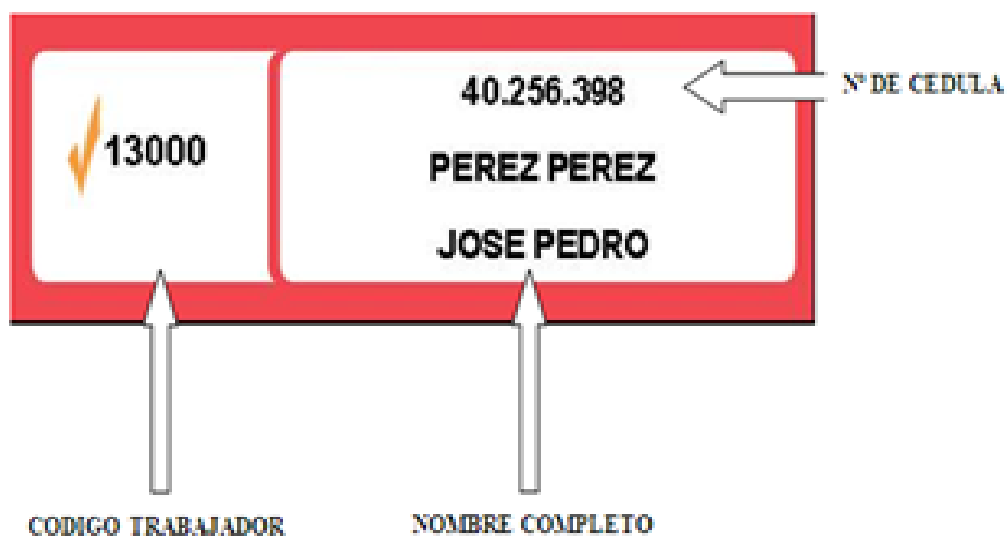 40.256.398
Nº DE CEDULA
13000
PEREZ PEREZ
JOSE PEDRO
CODIGO TRABAJADOR
NOMBRE COMPLETO